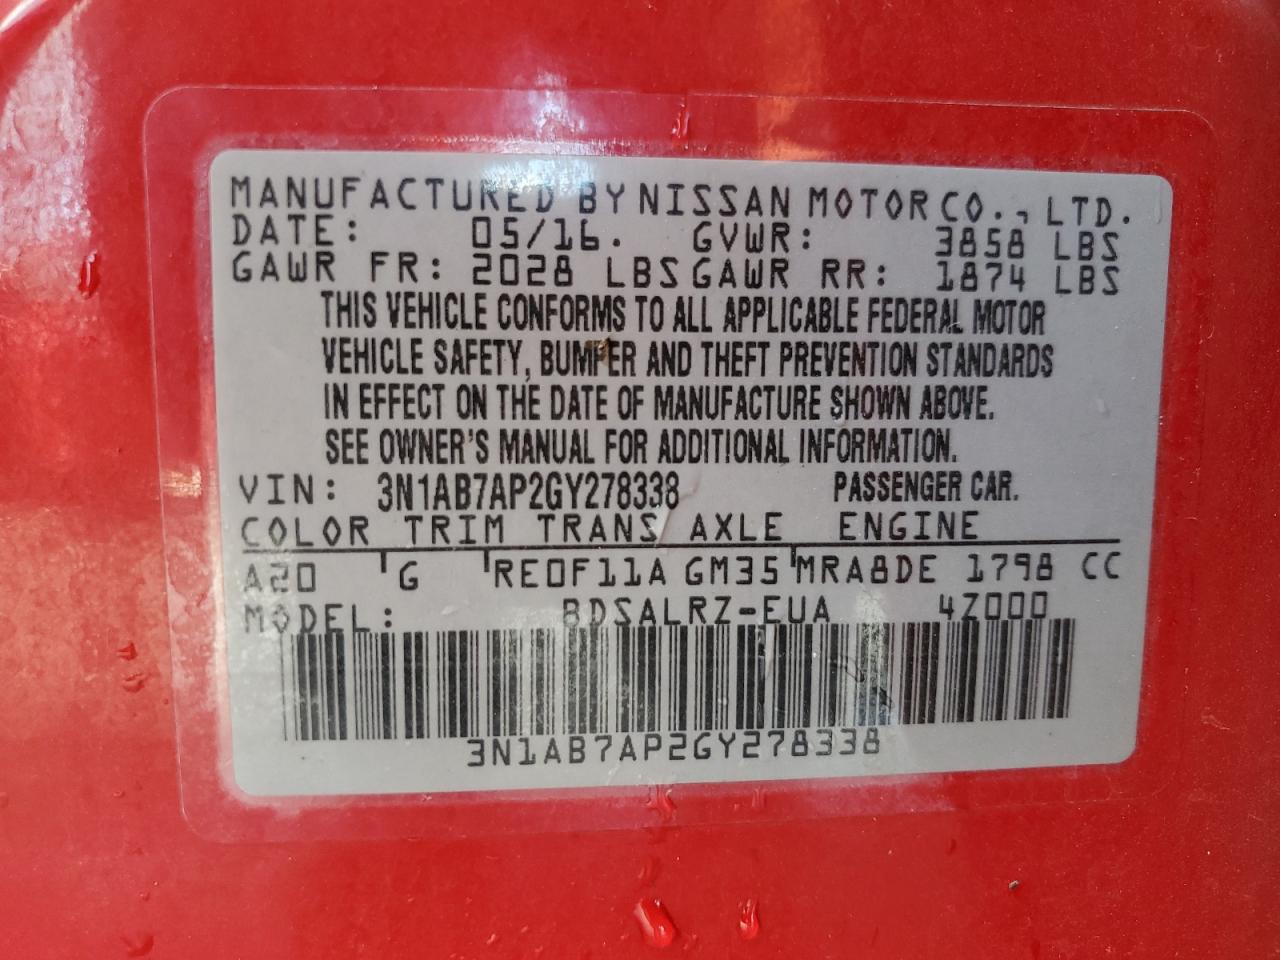 MANUFACTURED BY NISSAN MOTOR CO., LTD.
DATE: 05/16. GVWR: 3858 LBS
GAWR FR: 2028 LBS GAWR RR: 1874 LBS
THIS VEHICLE CONFORMS TO ALL APPLICABLE FEDERAL MOTOR
VEHICLE SAFETY, BUMPER AND THEFT PREVENTION STANDARDS
IN EFFECT ON THE DATE OF MANUFACTURE SHOWN ABOVE.
SEE OWNER'S MANUAL FOR ADDITIONAL INFORMATION.
VIN: 3N1AB7AP2GY278338 PASSENGER CAR.
COLOR TRIM TRANS AXLE ENGINE
A20 G RE0F11A GM35 MRA8DE 1798 CC
MODEL: BDSALRZ-EUA 4Z000
3N1AB7AP2GY278338